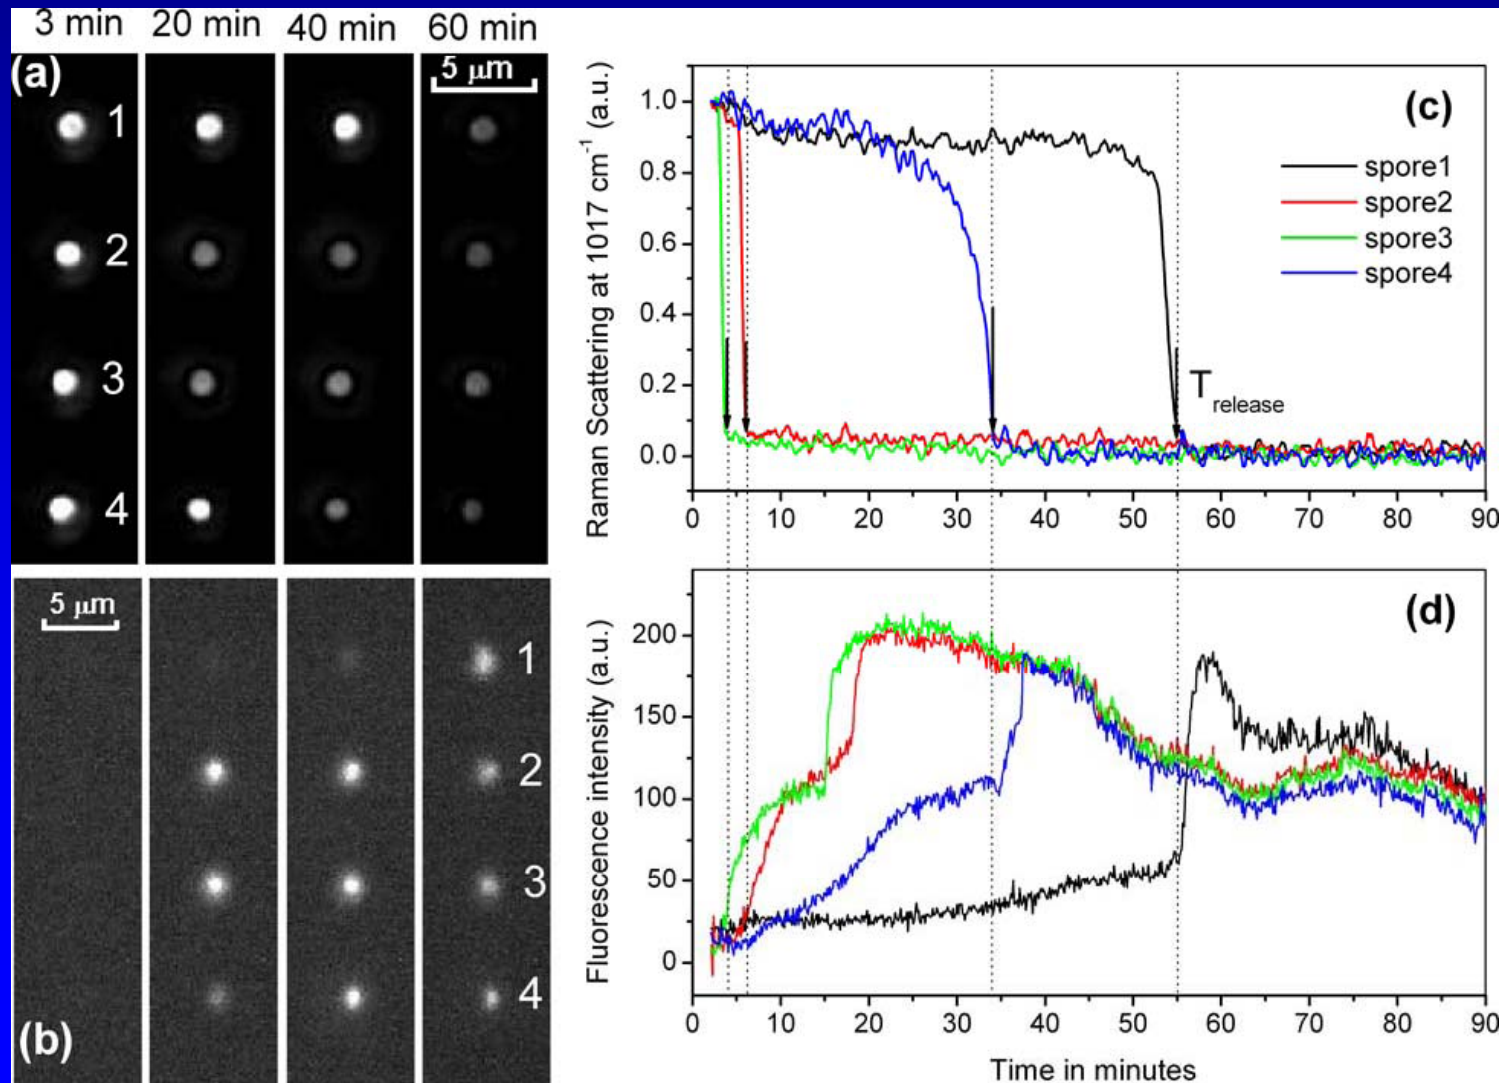 3 min 20 min 40 min 60 min
(a)
5 µm
1
2
3
4
5 µm
1
2
3
4
(b)
Raman Scattering at 1017 cm⁻¹ (a.u.)
1.0
0.8
0.6
0.4
0.2
0.0
(c)
spore1
spore2
spore3
spore4
T release
0 10 20 30 40 50 60 70 80 90
Fluorescence intensity (a.u.)
200
150
100
50
0
(d)
0 10 20 30 40 50 60 70 80 90
Time in minutes